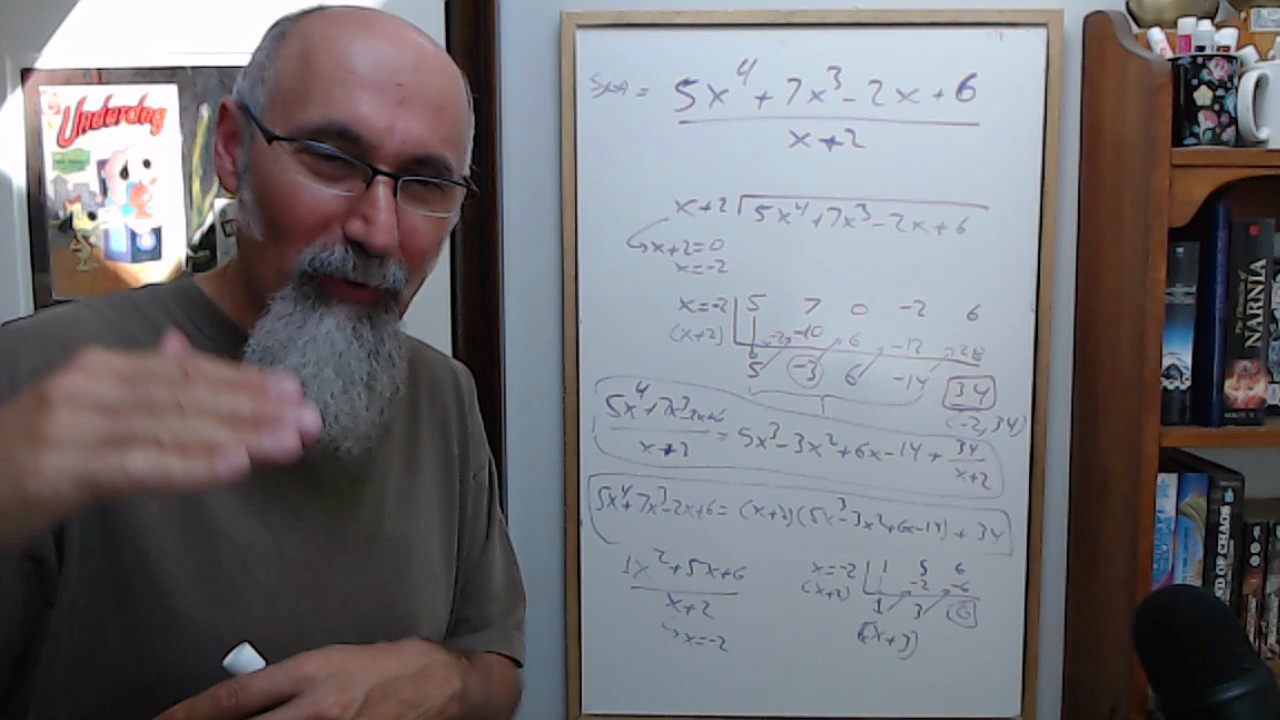 Underdog
5x⁴ + 7x³ - 2x + 6
x + 2
x+2 5x⁴+7x³-2x+6
x+2=0
x=-2
x=-2 5 7 0 -2 6
(x+2) -10 6 -12 28
5 -3 6 -14 34
(-2, 34)
5x⁴+7x³-2x+6
x+2
= 5x³-3x²+6x-14 + 34
x+2
5x⁴+7x³-2x+6 = (x+2)(5x³-3x²+6x-14) + 34
1x²+5x+6
x+2
x=-2
x=-2 1 5 6
(x+2) -2 -6
1 3
(x+3)
NARNIA
OF CHAOS